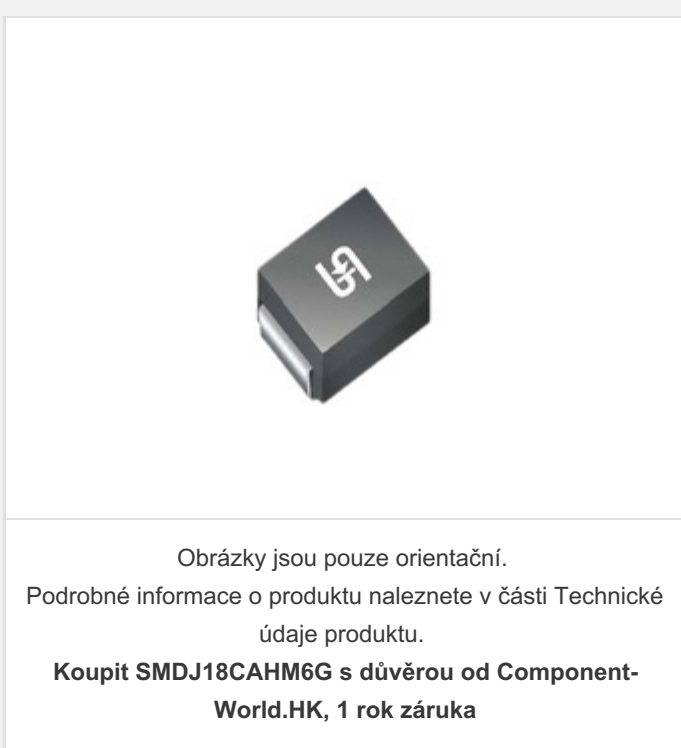 Obrázky jsou pouze orientační.
Podrobné informace o produktu naleznete v části Technické
údaje produktu.
Koupit SMDJ18CAHM6G s důvěrou od Component-
World.HK, 1 rok záruka